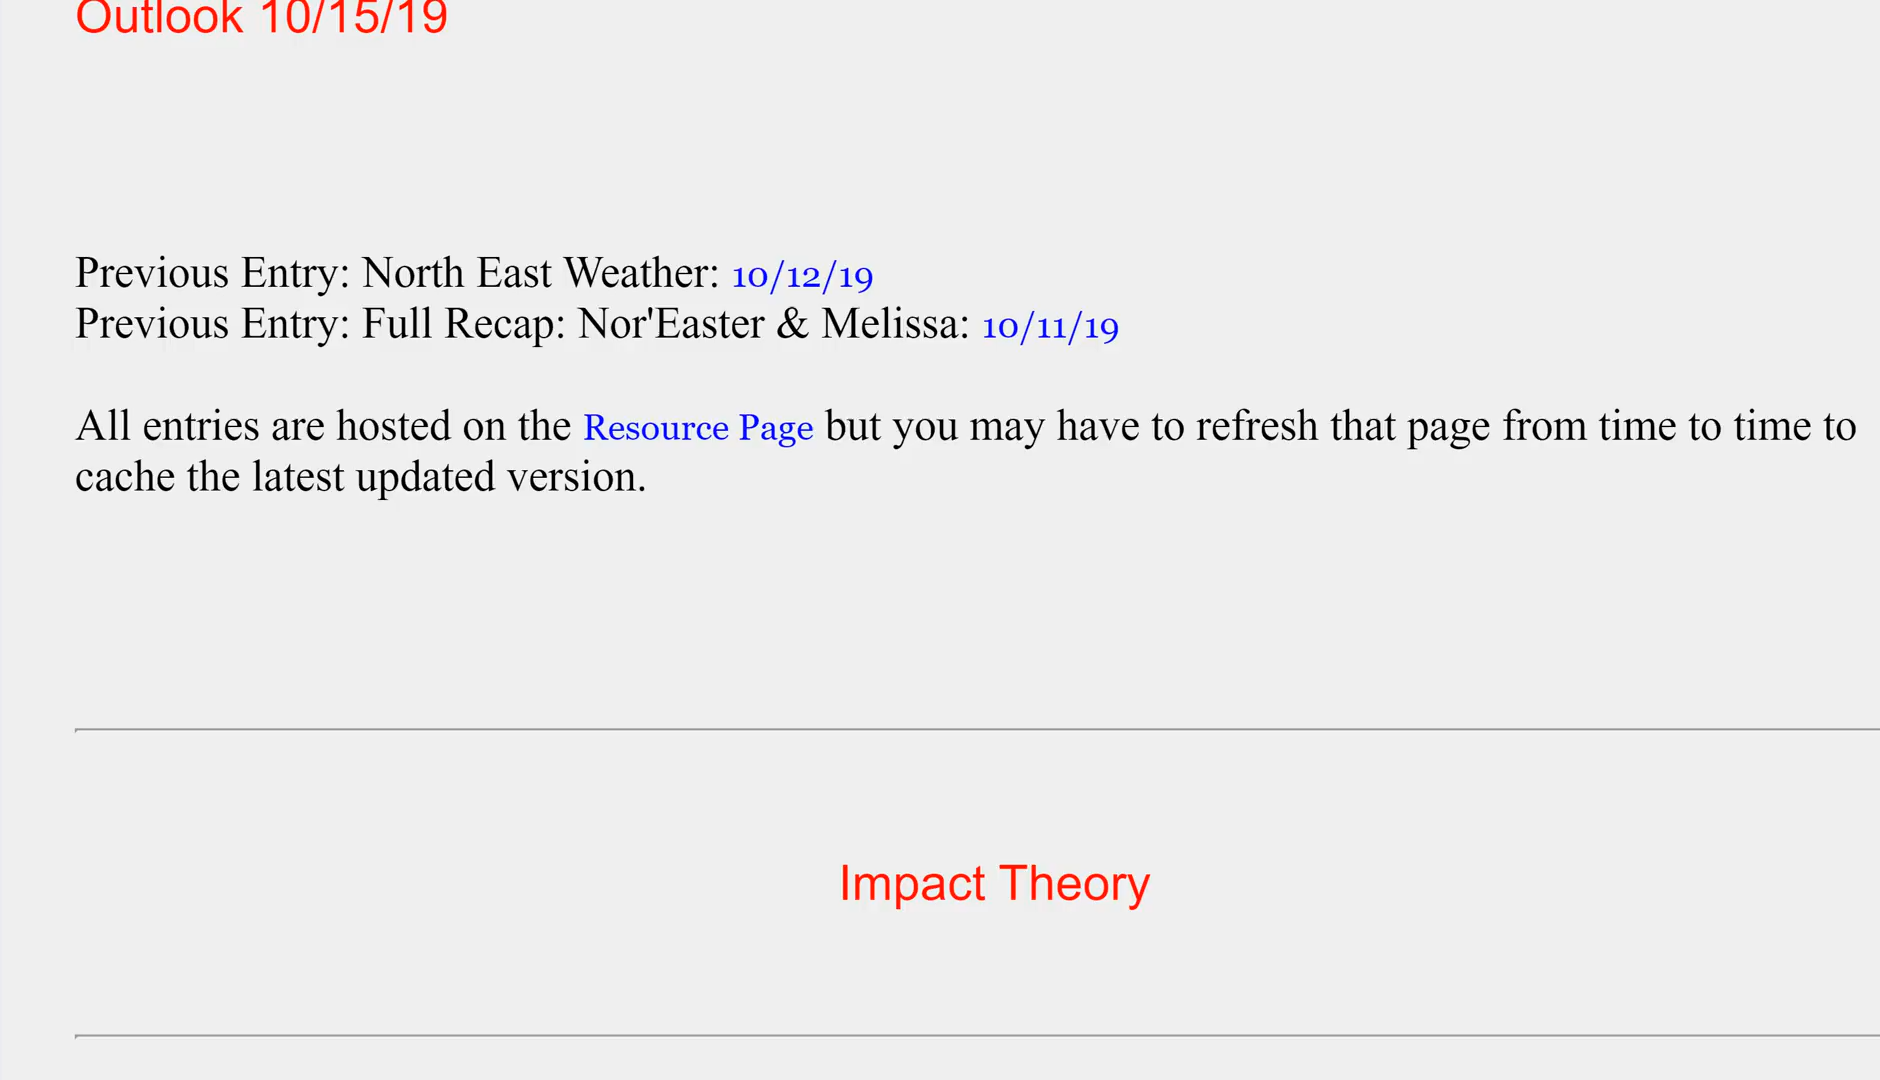 Outlook 10/15/19
Previous Entry: North East Weather: 10/12/19
Previous Entry: Full Recap: Nor'Easter & Melissa: 10/11/19
All entries are hosted on the Resource Page but you may have to refresh that page from time to time to
cache the latest updated version.
Impact Theory